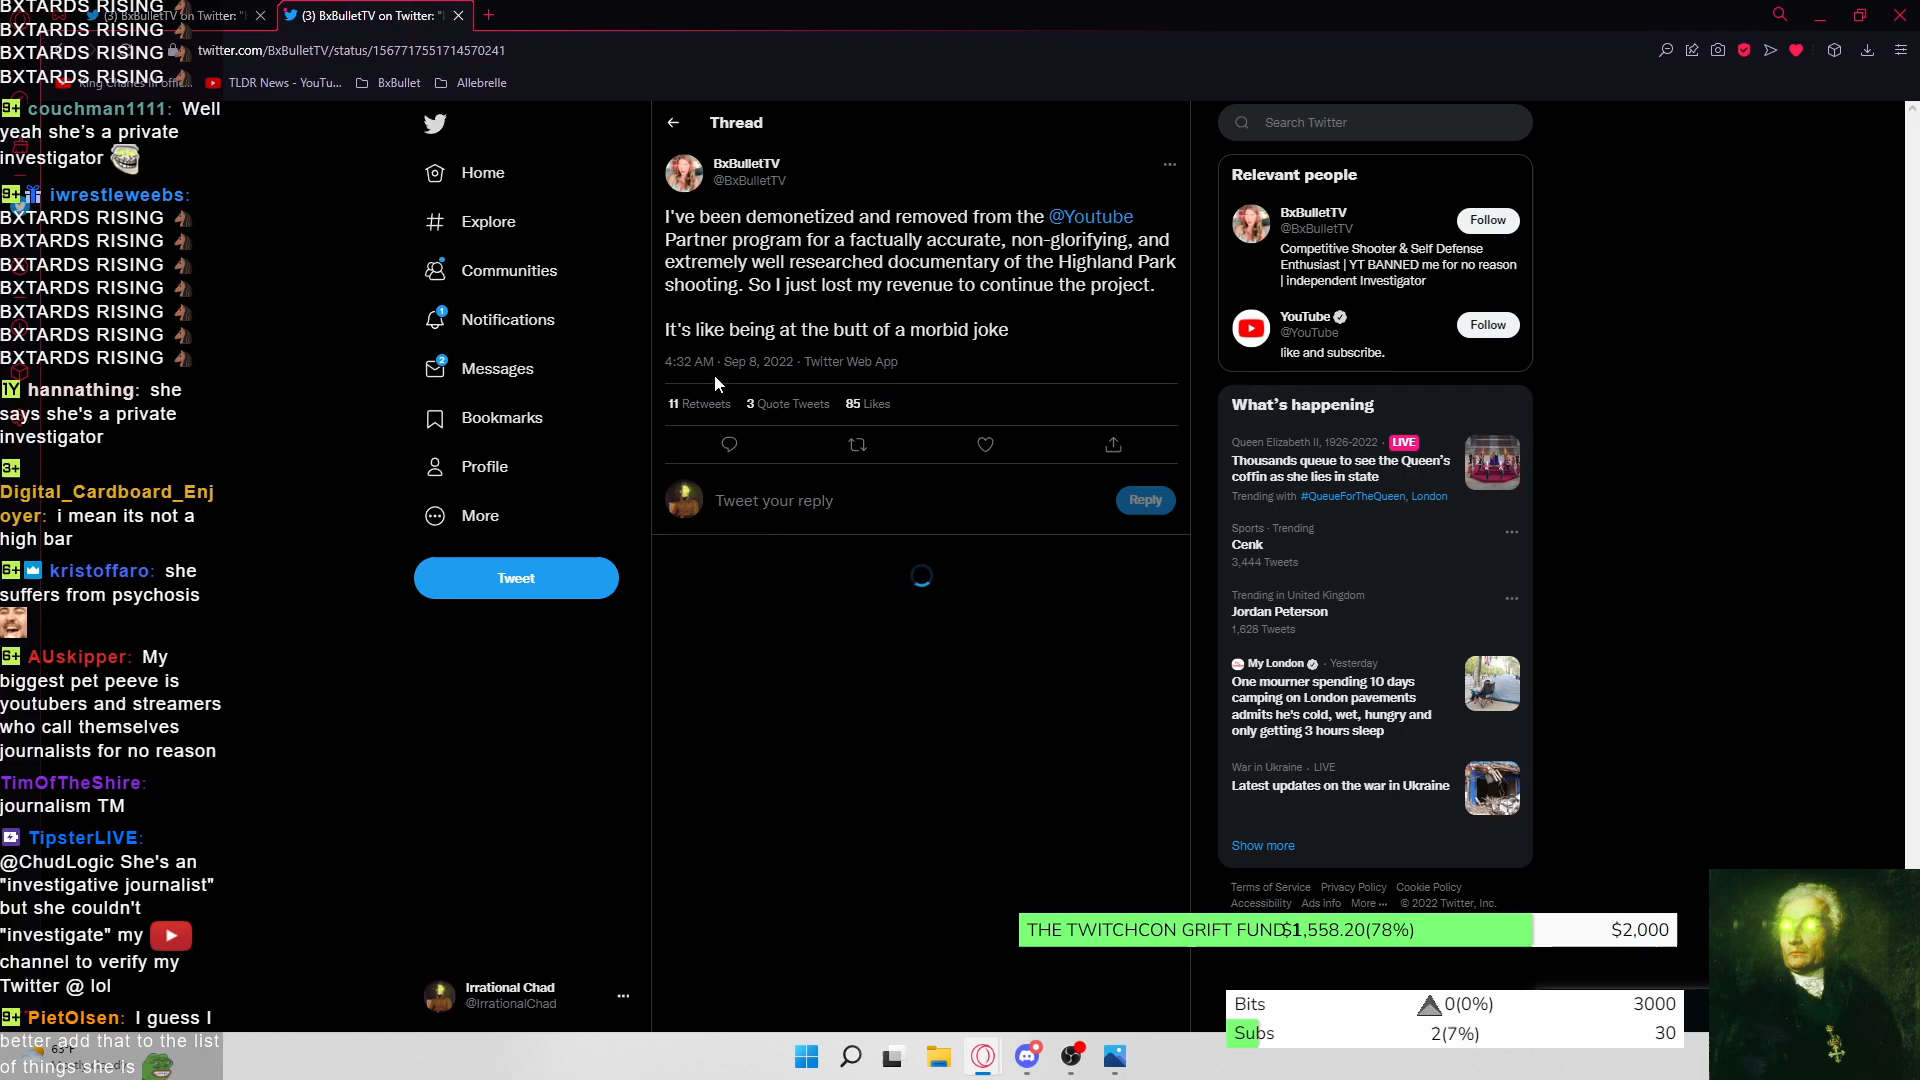 BXTARDS RISING
BXTARDS RISING
BXTARDS RISING
BXTARDS RISING
couchman1111: Well
yeah she's a private
investigator
iwrestleweebs:
BXTARDS RISING
BXTARDS RISING
BXTARDS RISING
BXTARDS RISING
BXTARDS RISING
BXTARDS RISING
BXTARDS RISING
1Y hannathing: she
says she's a private
investigator
3+
Digital_Cardboard_Enj
oyer: i mean its not a
high bar
6+ kristoffaro: she
suffers from psychosis
6+ AUskipper: My
biggest pet peeve is
youtubers and streamers
who call themselves
journalists for no reason
TimOfTheShire:
journalism TM
TipsterLIVE:
@ChudLogic She's an
"investigative journalist"
but she couldn't
"investigate" my
channel to verify my
Twitter @ lol
9+ PietOlsen: I guess I
better add that to the list
of things she is
(3) BxBulletTV on Twitter: "
(3) BxBulletTV on Twitter: "
twitter.com/BxBulletTV/status/1567717551714570241
TLDR News - YouTu...
BxBullet
Allebrelle
Home
Explore
Communities
1
Notifications
2
Messages
Bookmarks
Profile
More
Tweet
Irrational Chad
@IrrationalChad
Thread
BxBulletTV
@BxBulletTV
I've been demonetized and removed from the @Youtube
Partner program for a factually accurate, non-glorifying, and
extremely well researched documentary of the Highland Park
shooting. So I just lost my revenue to continue the project.
It's like being at the butt of a morbid joke
4:32 AM · Sep 8, 2022 · Twitter Web App
11 Retweets 3 Quote Tweets 85 Likes
Tweet your reply
Reply
Search Twitter
Relevant people
BxBulletTV
@BxBulletTV
Follow
Competitive Shooter & Self Defense
Enthusiast | YT BANNED me for no reason
| independent Investigator
YouTube
@YouTube
Follow
like and subscribe.
What's happening
Queen Elizabeth II, 1926-2022 · LIVE
Thousands queue to see the Queen's
coffin as she lies in state
Trending with #QueueForTheQueen, London
Sports · Trending
Cenk
3,444 Tweets
Trending in United Kingdom
Jordan Peterson
1,628 Tweets
My London · Yesterday
One mourner spending 10 days
camping on London pavements
admits he's cold, wet, hungry and
only getting 3 hours sleep
War in Ukraine · LIVE
Latest updates on the war in Ukraine
Show more
Terms of Service Privacy Policy Cookie Policy
Accessibility Ads info More ··· © 2022 Twitter, Inc.
THE TWITCHCON GRIFT FUND $1,558.20(78%) $2,000
Bits 0(0%) 3000
Subs 2(7%) 30